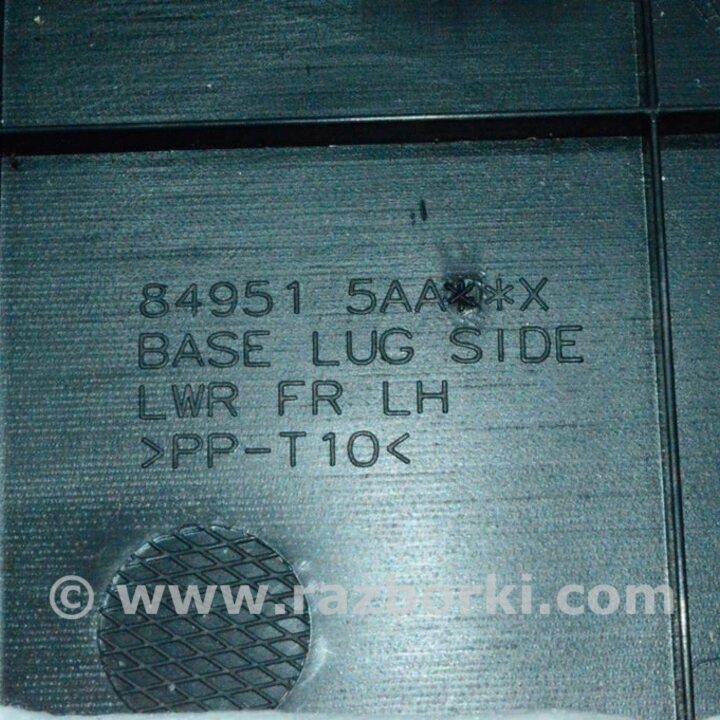 84951 5AA**X
BASE LUG SIDE
LWR FR LH
>PP-T10<
© www.razborki.com